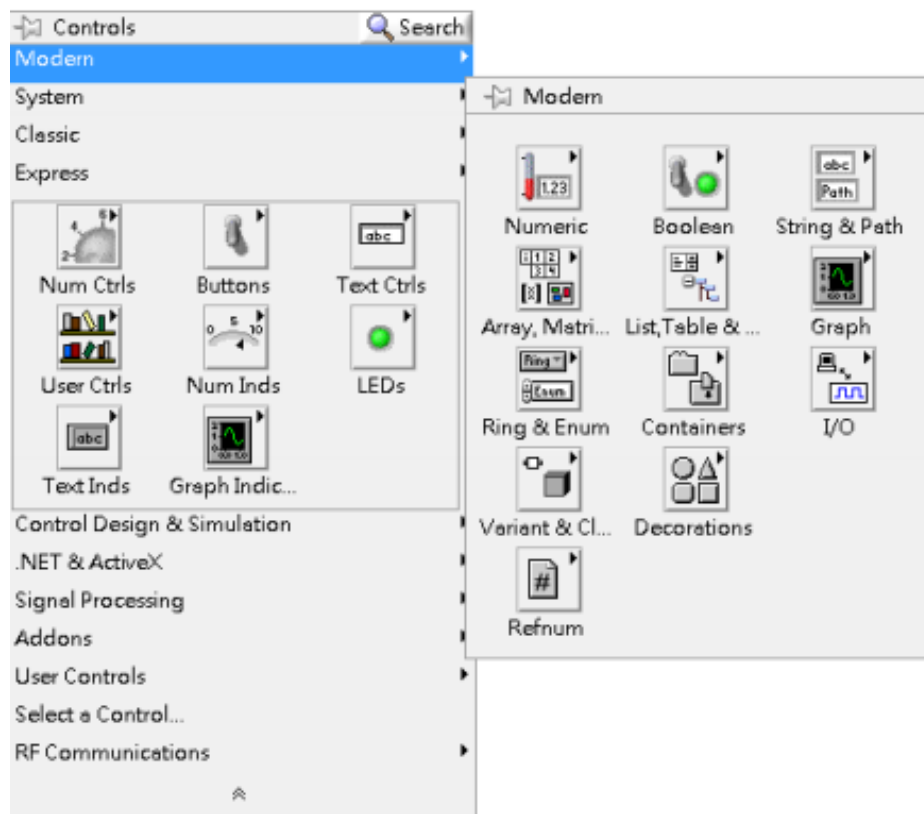 Controls
Search
Modern
System
Classic
Express
Num Ctrls
Buttons
Text Ctrls
User Ctrls
Num Inds
LEDs
Text Inds
Graph Indic...
Control Design & Simulation
.NET & ActiveX
Signal Processing
Addons
User Controls
Select a Control...
RF Communications
Modern
Numeric
Boolean
String & Path
Array, Matri...
List,Table & ...
Graph
Ring & Enum
Containers
I/O
Variant & Cl...
Decorations
Refnum